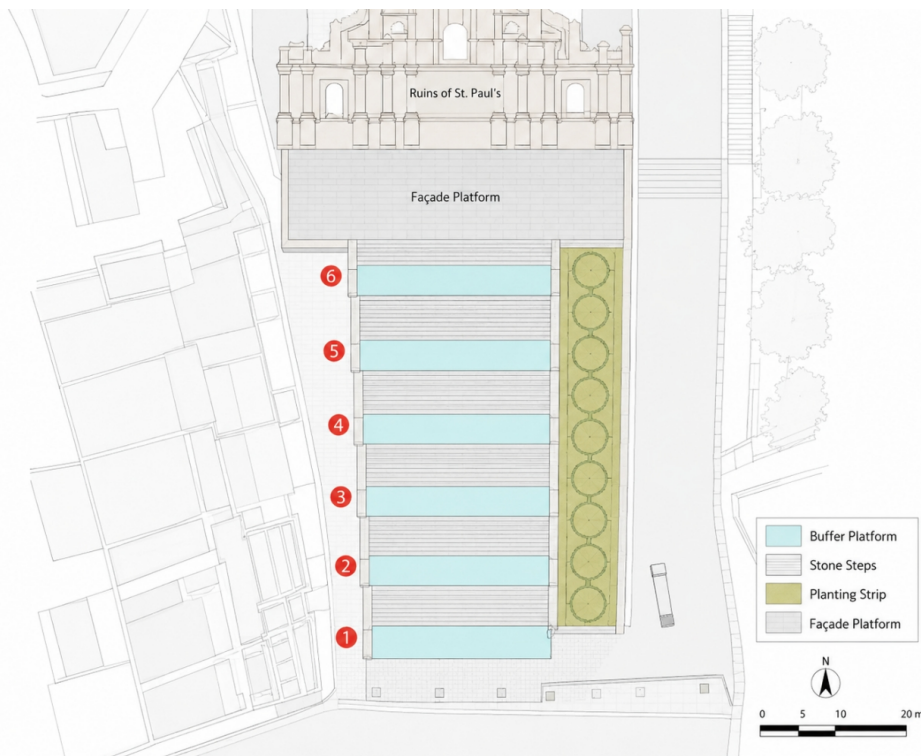 Ruins of St. Paul's
Façade Platform
6
5
4
3
2
1
Buffer Platform
Stone Steps
Planting Strip
Façade Platform
N
0 5 10 20 m